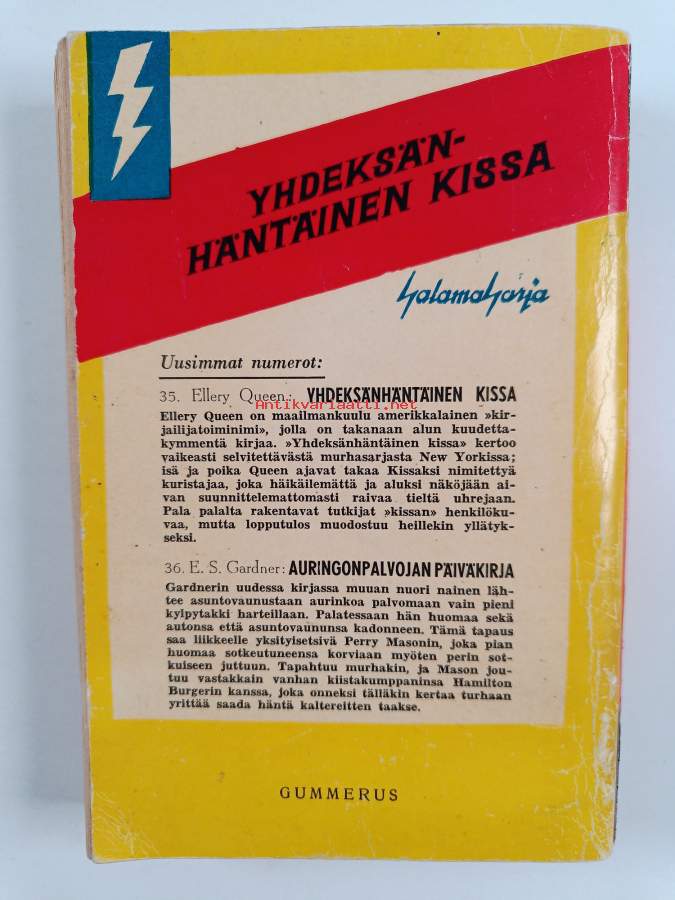 YHDEKSÄN-
HÄNTÄINEN KISSA
Salamasarja
Uusimmat numerot:
35. Ellery Queen: YHDEKSÄNHÄNTÄINEN KISSA
Antikvariaatti.net
Ellery Queen on maailmankuulu amerikkalainen »kir-
jailijatoiminimi», jolla on takanaan alun kuudetta-
kymmentä kirjaa. »Yhdeksänhäntäinen kissa» kertoo
vaikeasti selvitettävästä murhasarjasta New Yorkissa;
isä ja poika Queen ajavat takaa Kissaksi nimitettyä
kuristajaa, joka häikäilemättä ja aluksi näköjään ai-
van suunnittelemattomasti raivaa tieltä uhrejaan.
Pala palalta rakentavat tutkijat »kissan» henkilöku-
vaa, mutta lopputulos muodostuu heillekin yllätyk-
seksi.
36. E. S. Gardner: AURINGONPALVOJAN PÄIVÄKIRJA
Gardnerin uudessa kirjassa muuan nuori nainen läh-
tee asuntovaunustaan aurinkoa palvomaan vain pieni
kylpytakki harteillaan. Palatessaan hän huomaa sekä
autonsa että asuntovaununsa kadonneen. Tämä tapaus
saa liikkeelle yksityisetsivä Perry Masonin, joka pian
huomaa sotkeutuneensa korviaan myöten perin sot-
kuiseen juttuun. Tapahtuu murhakin, ja Mason jou-
tuu vastakkain vanhan kiistakumppaninsa Hamilton
Burgerin kanssa, joka onneksi tälläkin kertaa turhaan
yrittää saada häntä kaltereitten taakse.
GUMMERUS